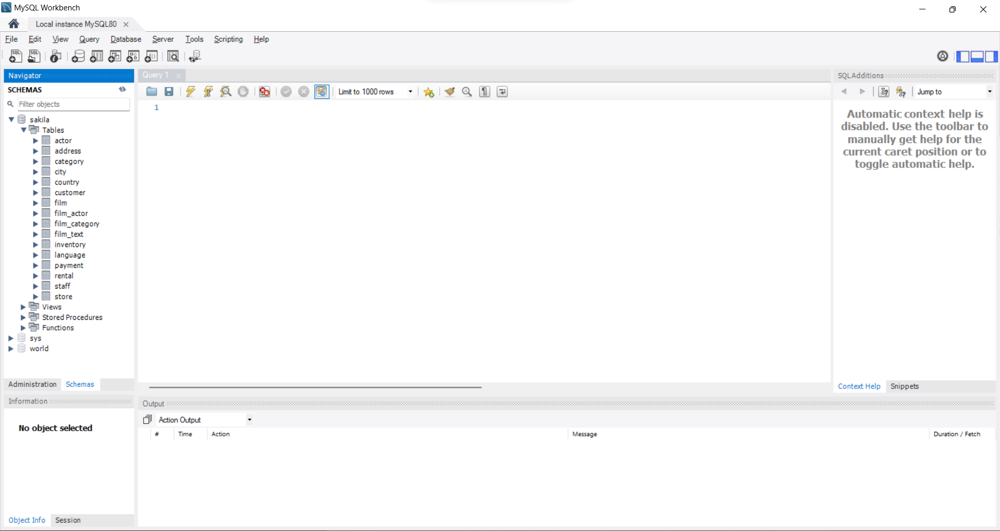 MySQL Workbench
Local instance MySQL80
File Edit View Query Database Server Tools Scripting Help
Navigator
SCHEMAS
Filter objects
sakila
Tables
actor
address
category
city
country
customer
film
film_actor
film_category
film_text
inventory
language
payment
rental
staff
store
Views
Stored Procedures
Functions
sys
world
Administration Schemas
Information
No object selected
Object Info Session
Query 1
Limit to 1000 rows
1
SQLAdditions
Jump to
Automatic context help is
disabled. Use the toolbar to
manually get help for the
current caret position or to
toggle automatic help.
Context Help Snippets
Output
Action Output
# Time Action Message Duration / Fetch